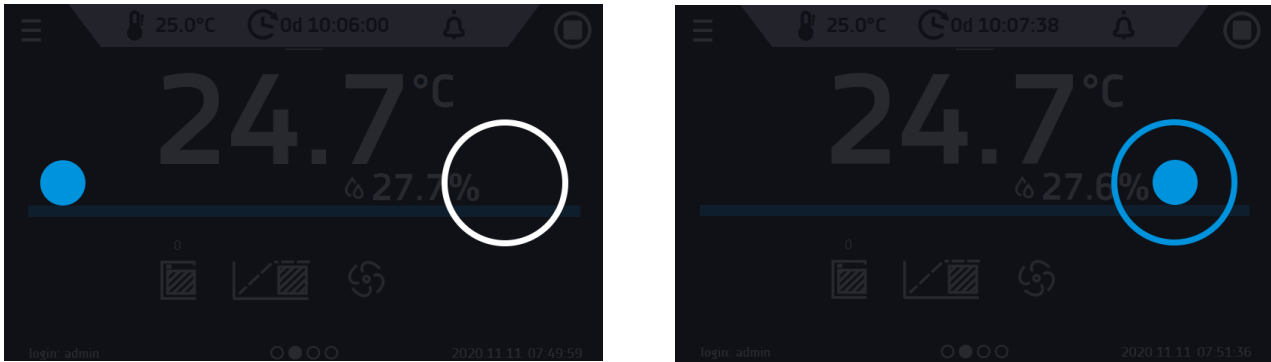 25.0°C 0d 10:06:00
24.7°C
27.7%
0
login: admin 2020.11.11 07:49:59
25.0°C 0d 10:07:38
24.7°C
27.6%
0
login: admin 2020.11.11 07:51:36